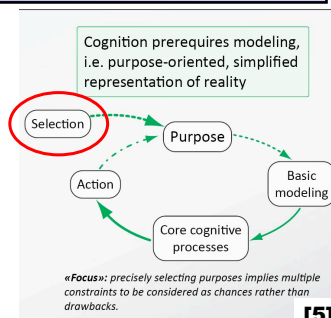 Cognition prerequires modeling,
i.e. purpose-oriented, simplified
representation of reality
Selection
Purpose
Action
Basic
modeling
Core cognitive
processes
«Focus»: precisely selecting purposes implies multiple
constraints to be considered as chances rather than
drawbacks.
[5]